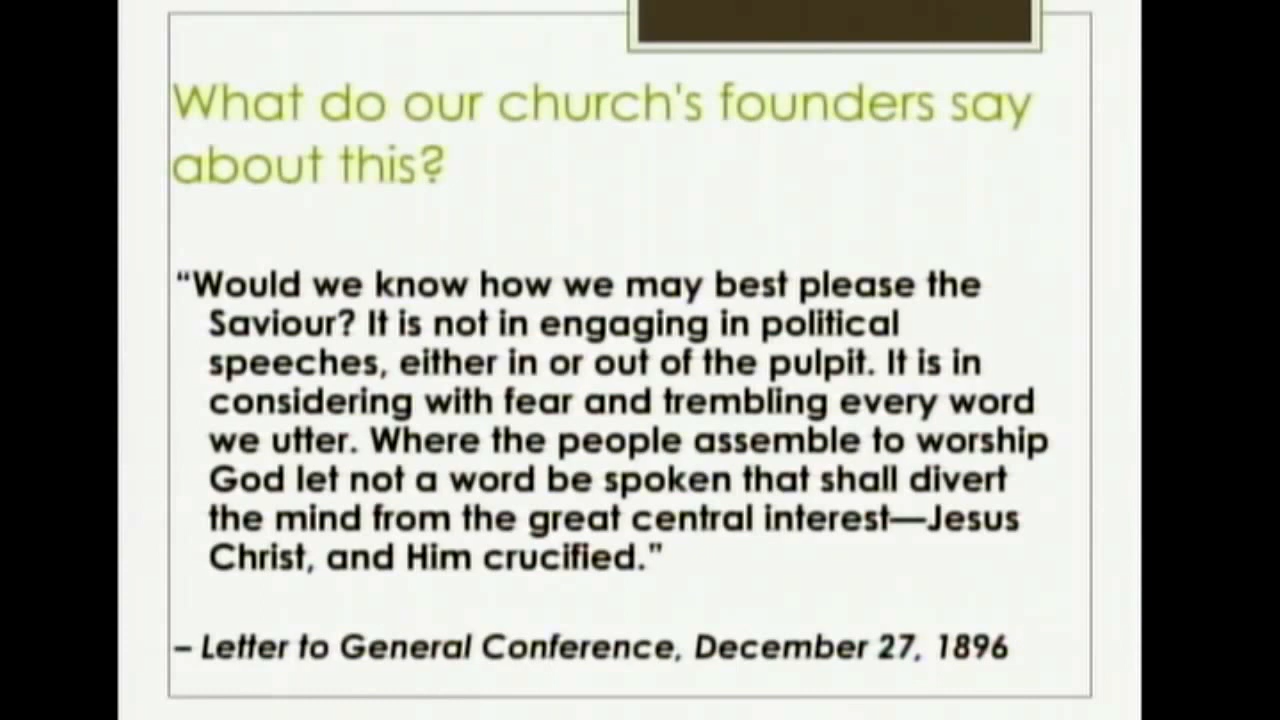 What do our church's founders say
about this?
“Would we know how we may best please the
Saviour? It is not in engaging in political
speeches, either in or out of the pulpit. It is in
considering with fear and trembling every word
we utter. Where the people assemble to worship
God let not a word be spoken that shall divert
the mind from the great central interest—Jesus
Christ, and Him crucified.”
– Letter to General Conference, December 27, 1896